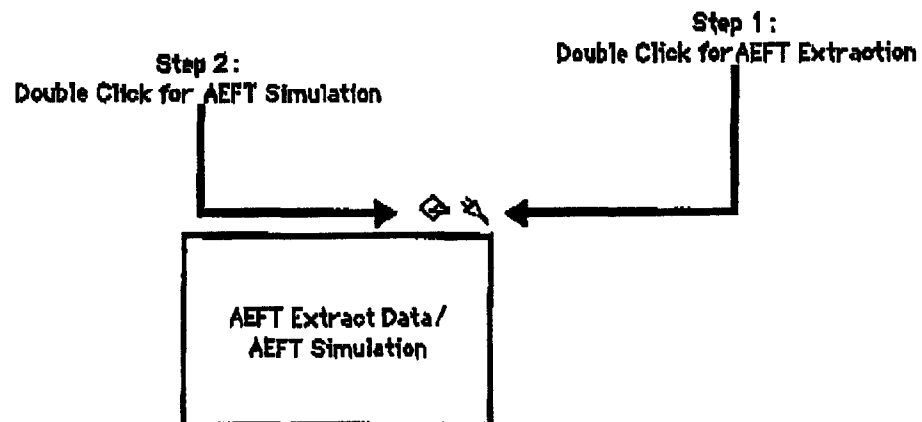 Step 1:
Double Click for AEFT Extraction
Step 2:
Double Click for AEFT Simulation
AEFT Extract Data/
AEFT Simulation